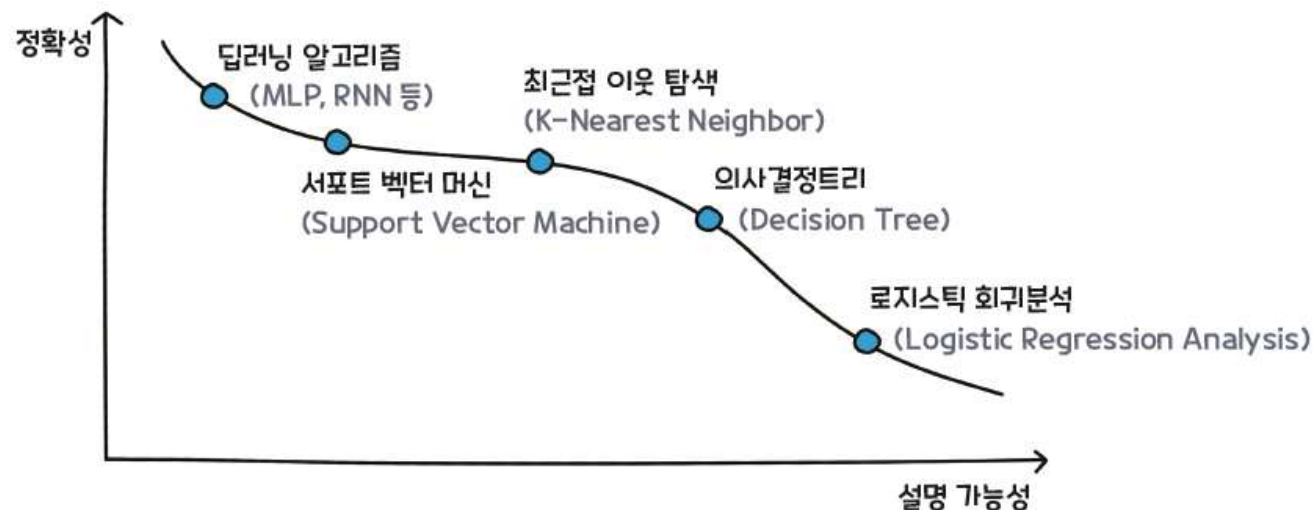 정확성
딥러닝 알고리즘
(MLP, RNN 등)
최근접 이웃 탐색
(K-Nearest Neighbor)
서포트 벡터 머신
(Support Vector Machine)
의사결정트리
(Decision Tree)
로지스틱 회귀분석
(Logistic Regression Analysis)
설명 가능성